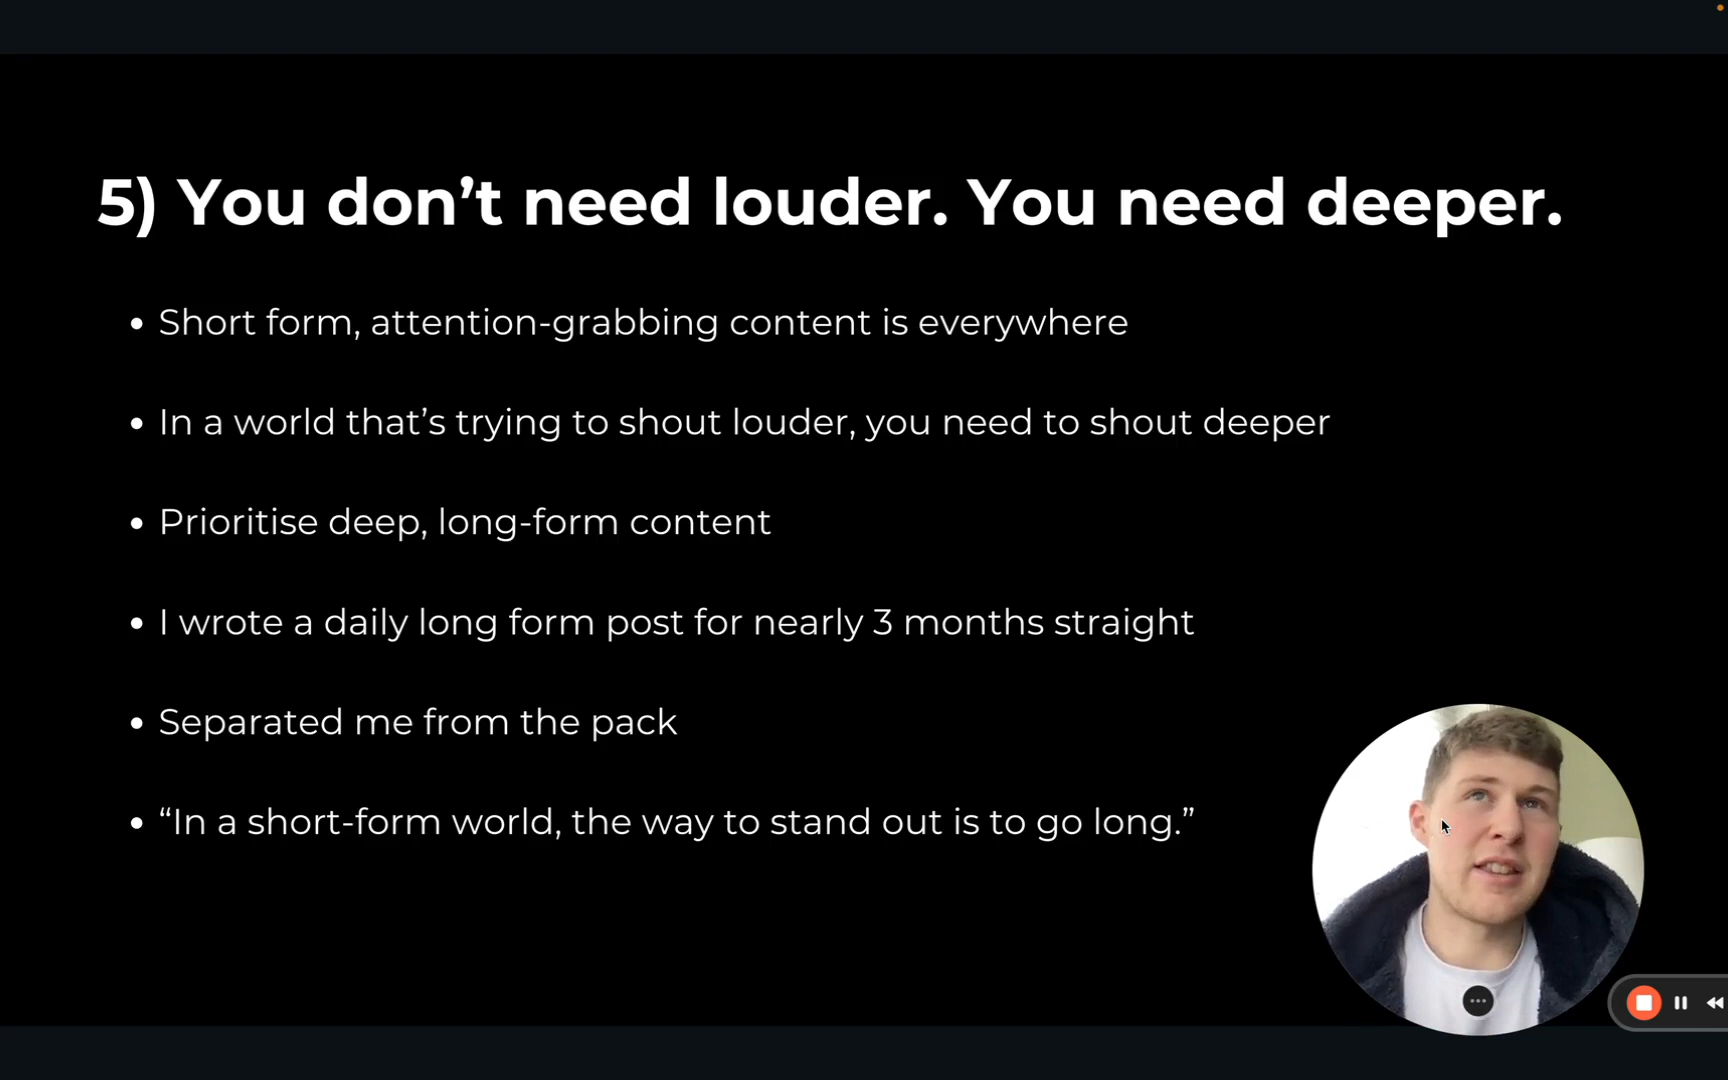 5) You don’t need louder. You need deeper.
• Short form, attention-grabbing content is everywhere
• In a world that’s trying to shout louder, you need to shout deeper
• Prioritise deep, long-form content
• I wrote a daily long form post for nearly 3 months straight
• Separated me from the pack
• “In a short-form world, the way to stand out is to go long.”